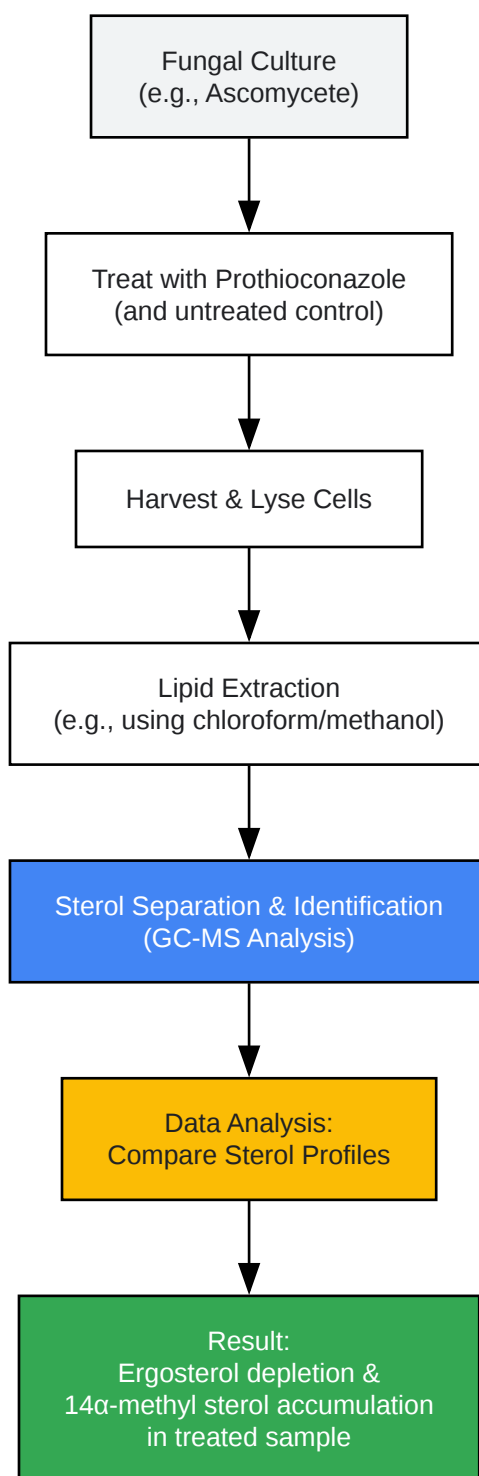 Fungal Culture
(e.g., Ascomycete)
Treat with Prothioconazole
(and untreated control)
Harvest & Lyse Cells
Lipid Extraction
(e.g., using chloroform/methanol)
Sterol Separation & Identification
(GC-MS Analysis)
Data Analysis:
Compare Sterol Profiles
Result:
Ergosterol depletion &
14α-methyl sterol accumulation
in treated sample